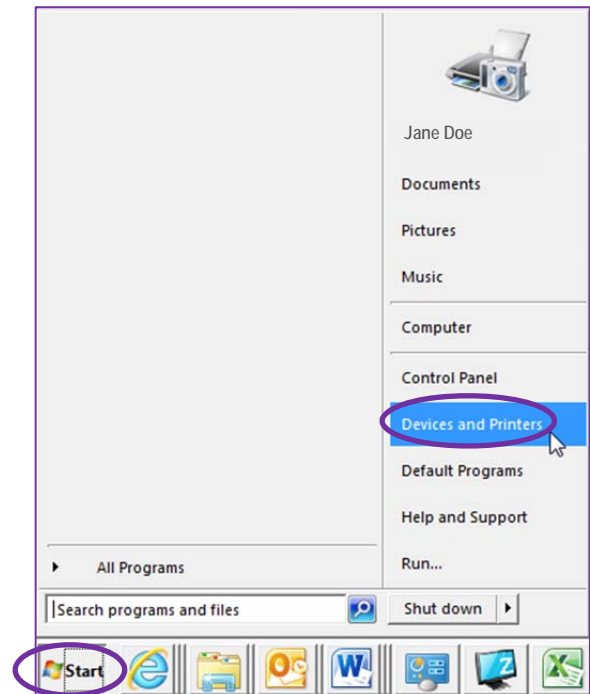 Jane Doe
Documents
Pictures
Music
Computer
Control Panel
Devices and Printers
Default Programs
Help and Support
All Programs
Run...
Search programs and files
Shut down
Start